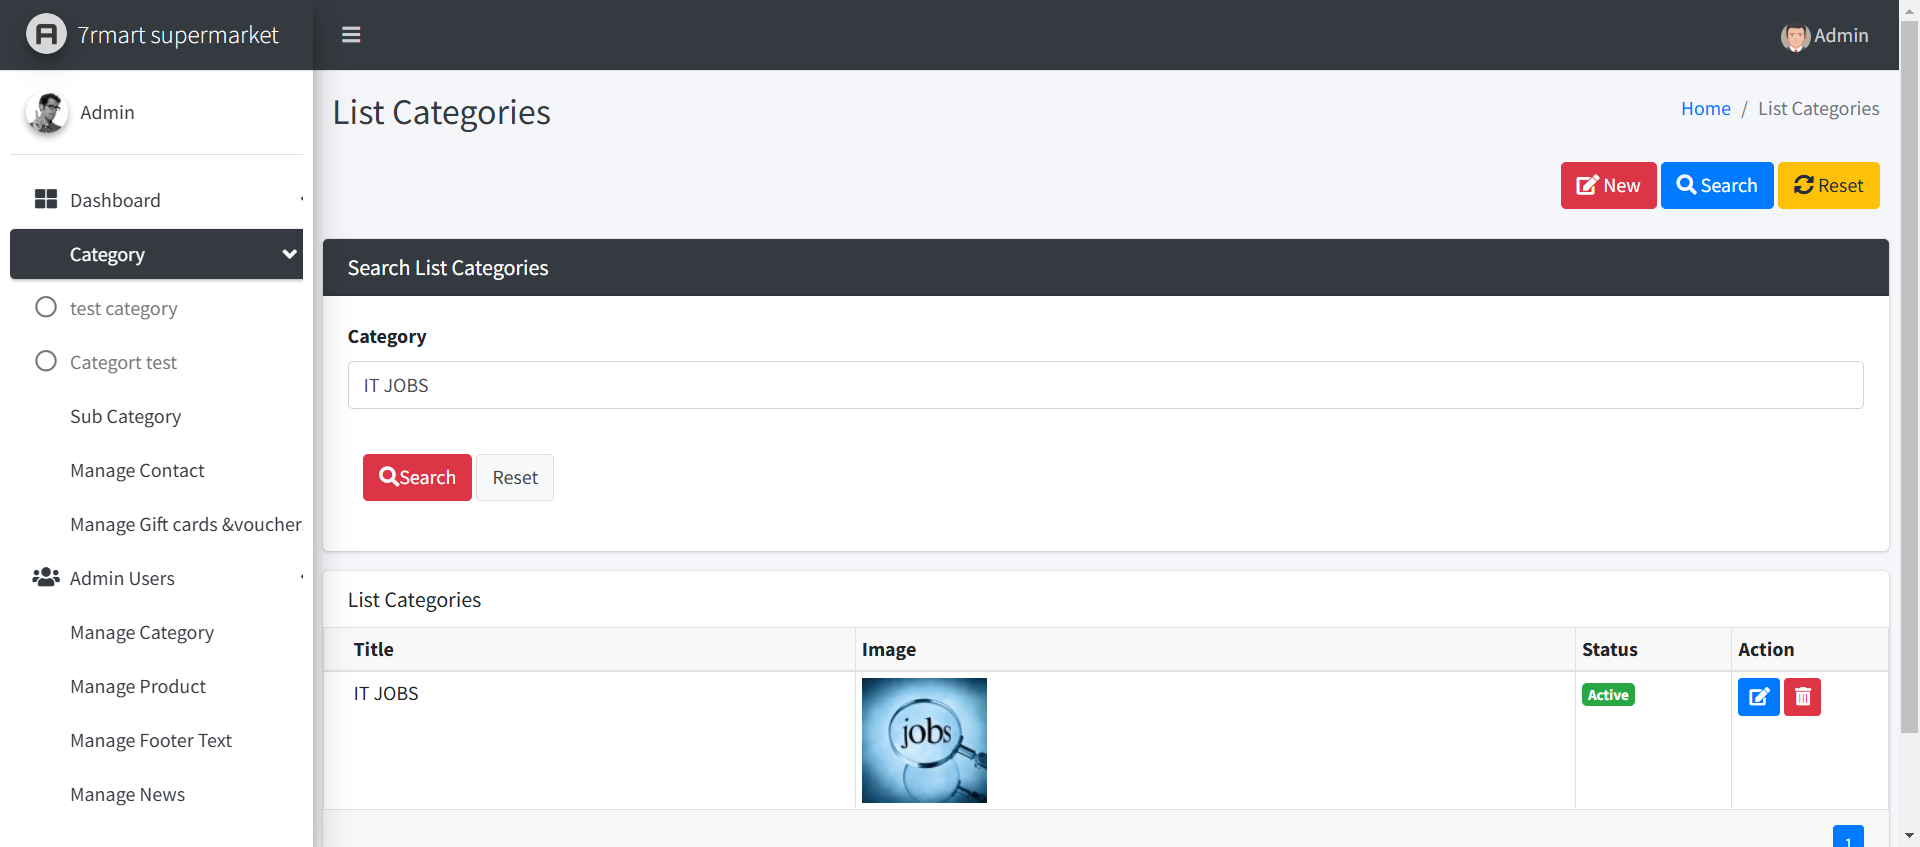 7rmart supermarket
Admin
Admin
List Categories
Home / List Categories
New
Search
Reset
Dashboard
Category
test category
Categort test
Sub Category
Manage Contact
Manage Gift cards &voucher
Admin Users
Manage Category
Manage Product
Manage Footer Text
Manage News
Search List Categories
Category
IT JOBS
Search
Reset
List Categories
Title Image Status Action
IT JOBS
jobs
Active
1